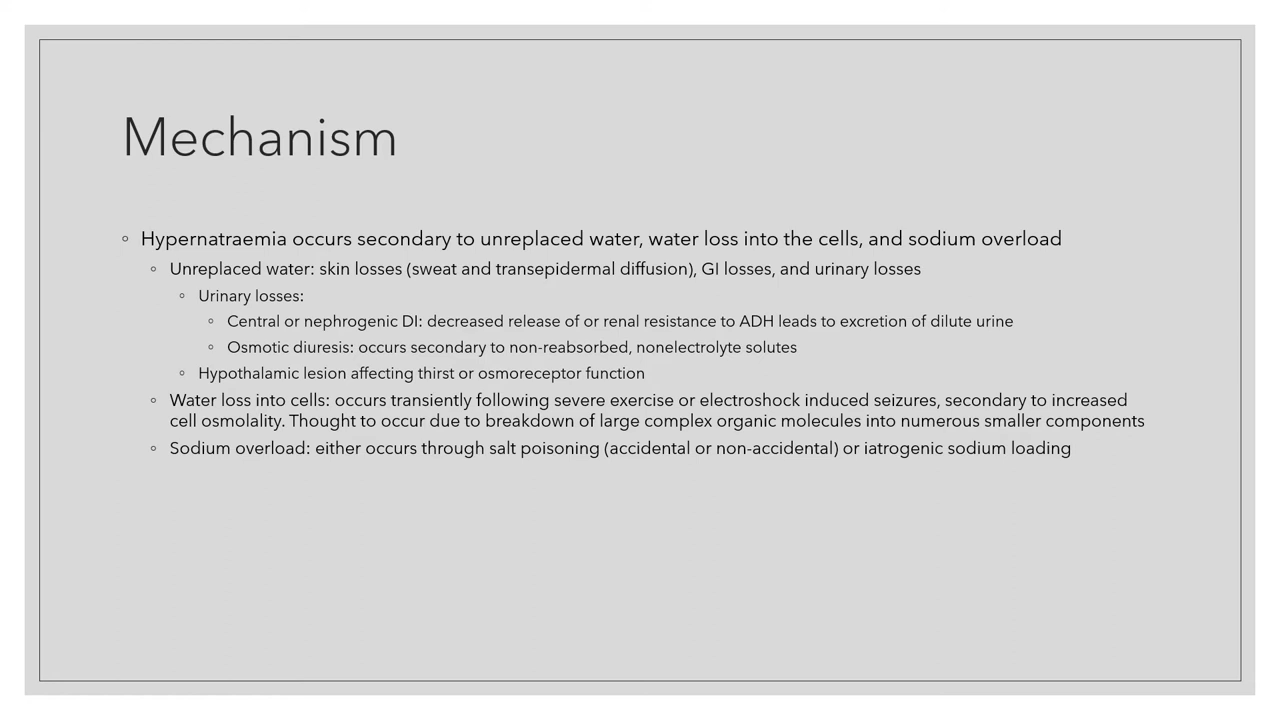 Mechanism
◦ Hypernatraemia occurs secondary to unreplaced water, water loss into the cells, and sodium overload
◦ Unreplaced water: skin losses (sweat and transepidermal diffusion), GI losses, and urinary losses
◦ Urinary losses:
◦ Central or nephrogenic DI: decreased release of or renal resistance to ADH leads to excretion of dilute urine
◦ Osmotic diuresis: occurs secondary to non-reabsorbed, nonelectrolyte solutes
◦ Hypothalamic lesion affecting thirst or osmoreceptor function
◦ Water loss into cells: occurs transiently following severe exercise or electroshock induced seizures, secondary to increased
cell osmolality. Thought to occur due to breakdown of large complex organic molecules into numerous smaller components
◦ Sodium overload: either occurs through salt poisoning (accidental or non-accidental) or iatrogenic sodium loading